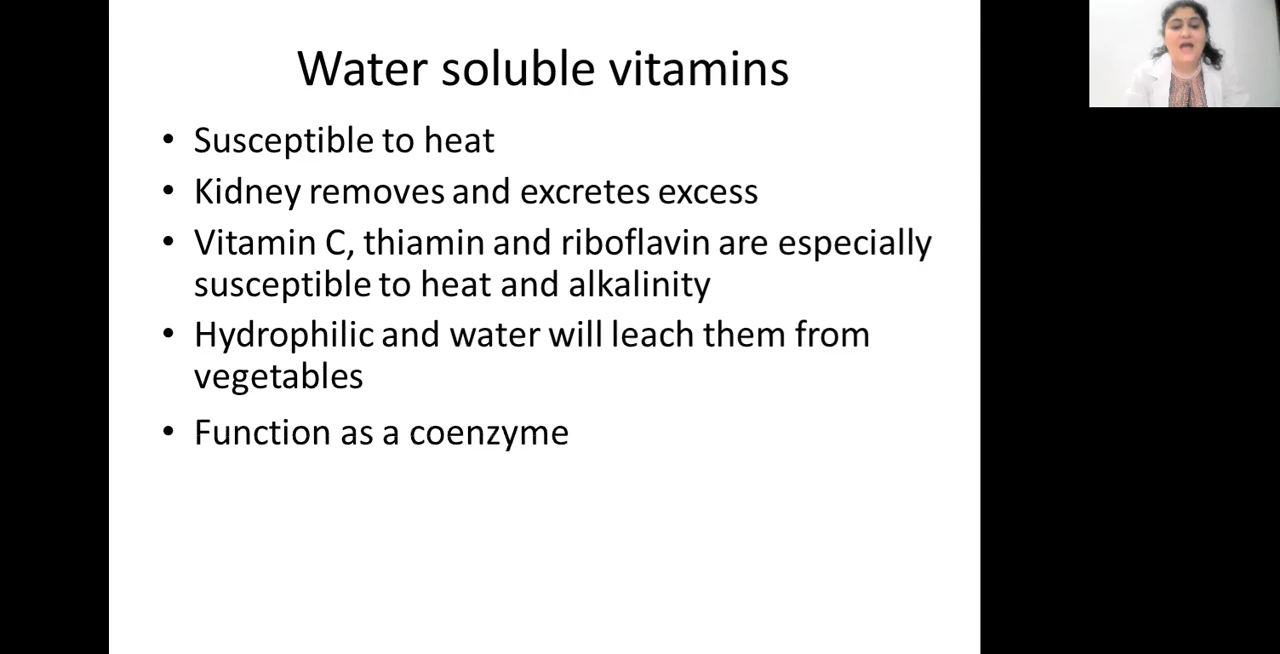 Water soluble vitamins
• Susceptible to heat
• Kidney removes and excretes excess
• Vitamin C, thiamin and riboflavin are especially
susceptible to heat and alkalinity
• Hydrophilic and water will leach them from
vegetables
• Function as a coenzyme